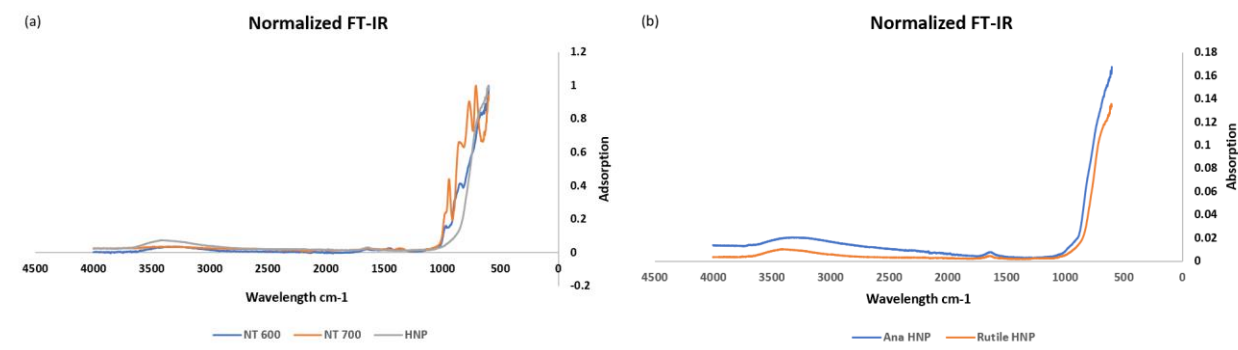 (a)
Normalized FT-IR
1.2
1
0.8
0.6
0.4
0.2
0
-0.2
Adsorption
4500 4000 3500 3000 2500 2000 1500 1000 500 0
Wavelength cm-1
NT 600 NT 700 HNP
(b)
Normalized FT-IR
0.18
0.16
0.14
0.12
0.1
0.08
0.06
0.04
0.02
0
Absorption
4500 4000 3500 3000 2500 2000 1500 1000 500 0
Wavelength cm-1
Ana HNP Rutile HNP